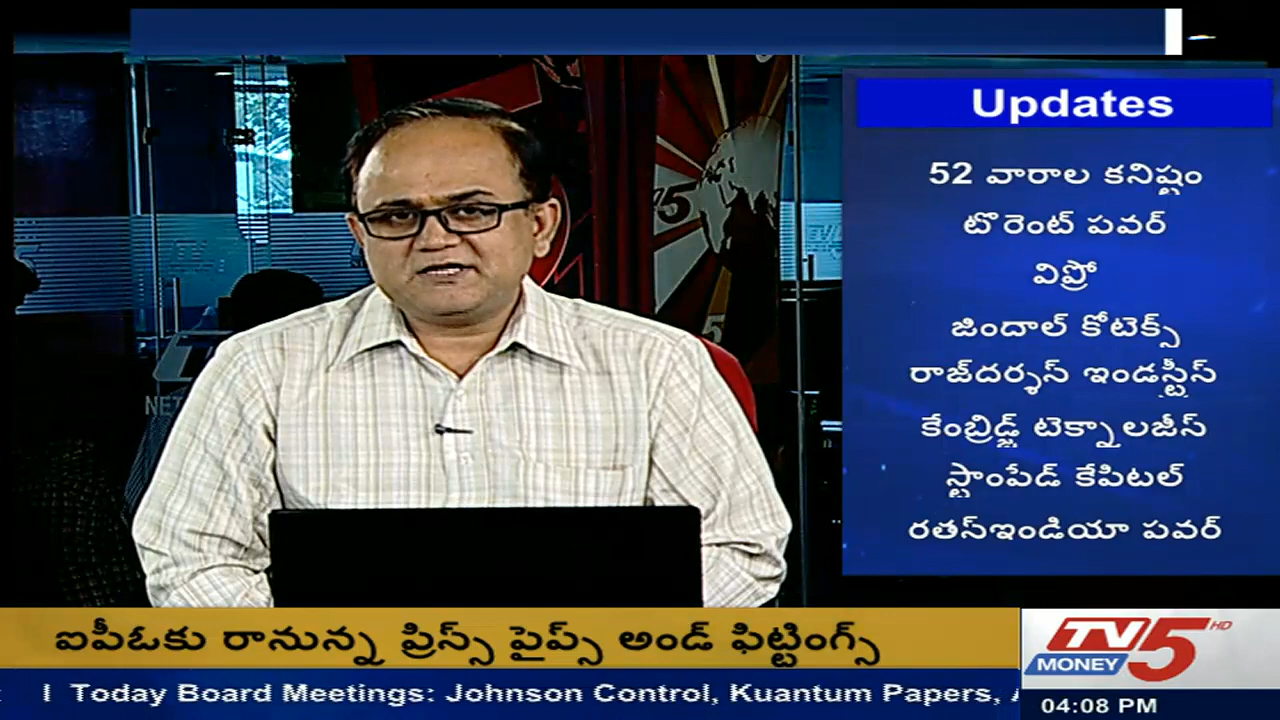 Updates
52 వారాల కనిష్టం
టొరెంట్ పవర్
విప్రో
జిందాల్ కోటెక్స్
రాజ్‌దర్శన్ ఇండస్ట్రీస్
కేంబ్రిడ్జ్ టెక్నాలజీస్
స్టాంపేడ్ కేపిటల్
రతన్ఇండియా పవర్
ఐపీఓకు రానున్న ప్రిన్స్ పైప్స్ అండ్ ఫిట్టింగ్స్
TV5 HD
MONEY
l Today Board Meetings: Johnson Control, Kuantum Papers,
04:08 PM